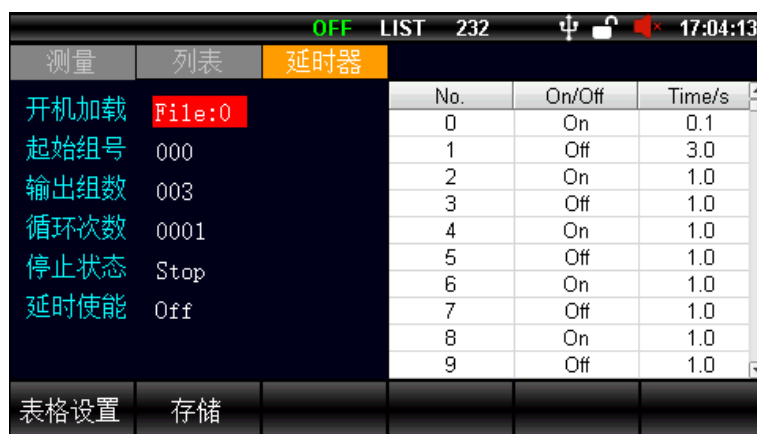 OFF LIST 232 17:04:13
测量 列表 延时器
开机加载 File:0
起始组号 000
输出组数 003
循环次数 0001
停止状态 Stop
延时使能 Off
No. On/Off Time/s
0 On 0.1
1 Off 3.0
2 On 1.0
3 Off 1.0
4 On 1.0
5 Off 1.0
6 On 1.0
7 Off 1.0
8 On 1.0
9 Off 1.0
表格设置 存储